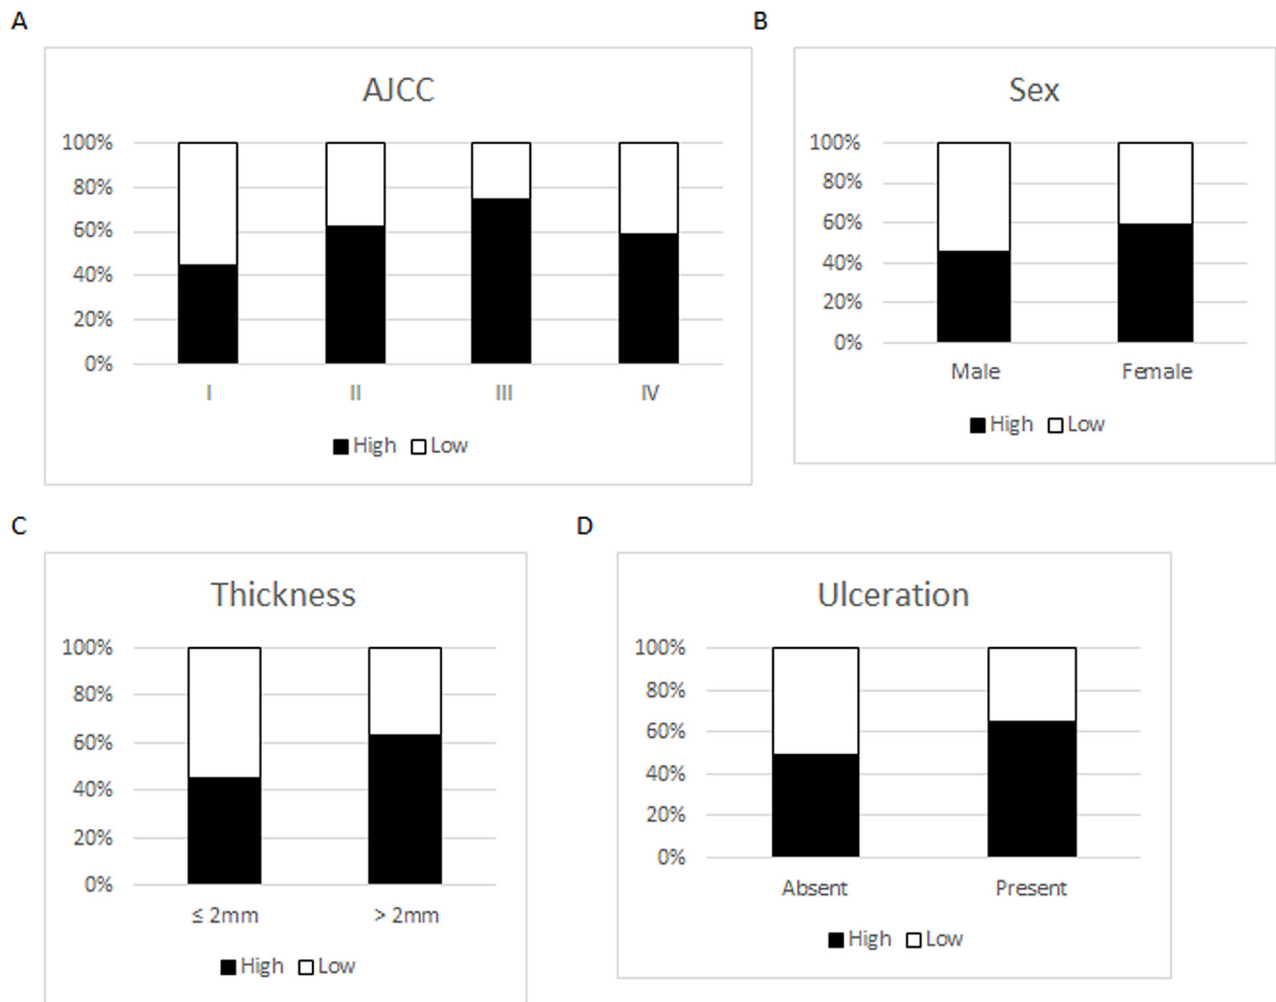 A
AJCC
100%
80%
60%
40%
20%
0%
I II III IV
High Low
B
Sex
100%
80%
60%
40%
20%
0%
Male Female
High Low
C
Thickness
100%
80%
60%
40%
20%
0%
≤ 2mm > 2mm
High Low
D
Ulceration
100%
80%
60%
40%
20%
0%
Absent Present
High Low